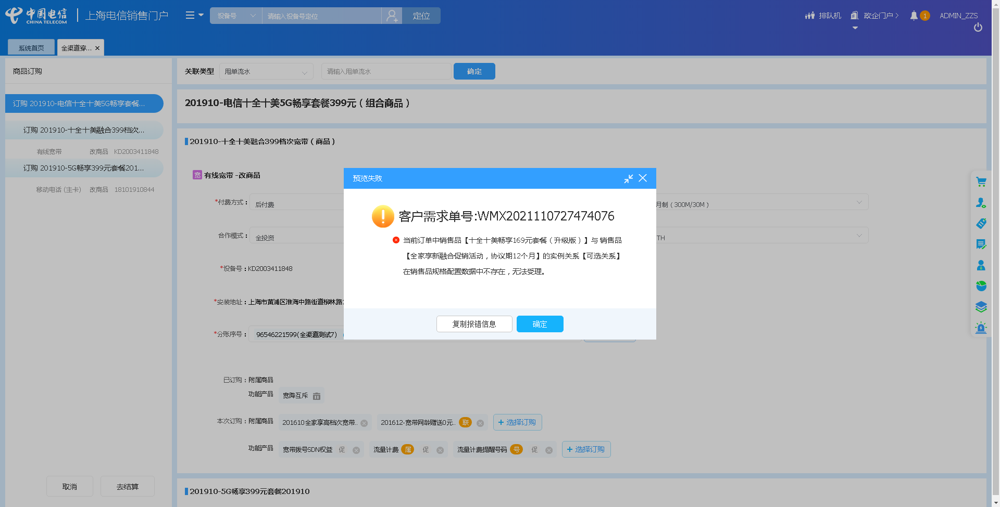 中国电信
CHINA TELECOM
上海电信销售门户
设备号
请输入设备号定位
定位
排队机
政企门户
1
ADMIN_ZZS
系统首页
全渠道穿...
商品订购
关联类型
甩单流水
请输入甩单流水
确定
订购 201910-电信十全十美5G畅享套餐...
订购 201910-十全十美融合399档次...
有线宽带 改商品 KD2003411848
订购 201910-5G畅享399元套餐201...
移动电话 (主卡) 改商品 18101910844
201910-电信十全十美5G畅享套餐399元（组合商品）
201910-十全十美融合399档次宽带（商品）
宽 有线宽带 -改商品
*付费方式：
后付费
月制（300M/30M）
合作模式：
全投资
TH
*设备号：KD2003411848
*安装地址：上海市黄浦区淮海中路街道柳林路
*分账序号：
96546221599(全渠道测试7)
预览失败
客户需求单号:WMX2021110727474076
当前订单中销售品【十全十美畅享169元套餐（升级版）】与 销售品
【全家享新融合促销活动，协议期12个月】的实例关系【可选关系】
在销售品规格配置数据中不存在，无法受理。
复制报错信息
确定
已订购：附属商品
功能产品
宽降互斥
本次订购：附属商品
201610全家享高档次宽带..
201612-宽带网龄赠送0元..
联
+ 选择订购
功能产品
宽带拨号SDN权益 促
流量计费 属 促
流量计费提醒号码 号 促
+ 选择订购
取消
去结算
201910-5G畅享399元套餐201910